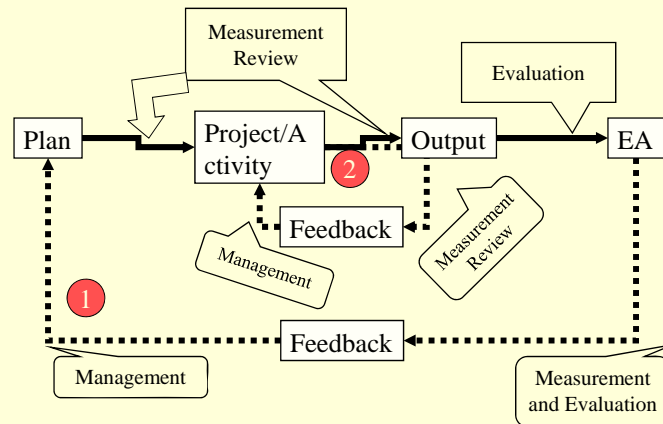 Measurement
Review
Evaluation
Plan
Project/A
ctivity
Output
EA
2
Feedback
Management
Measurement
Review
1
Feedback
Management
Measurement
and Evaluation